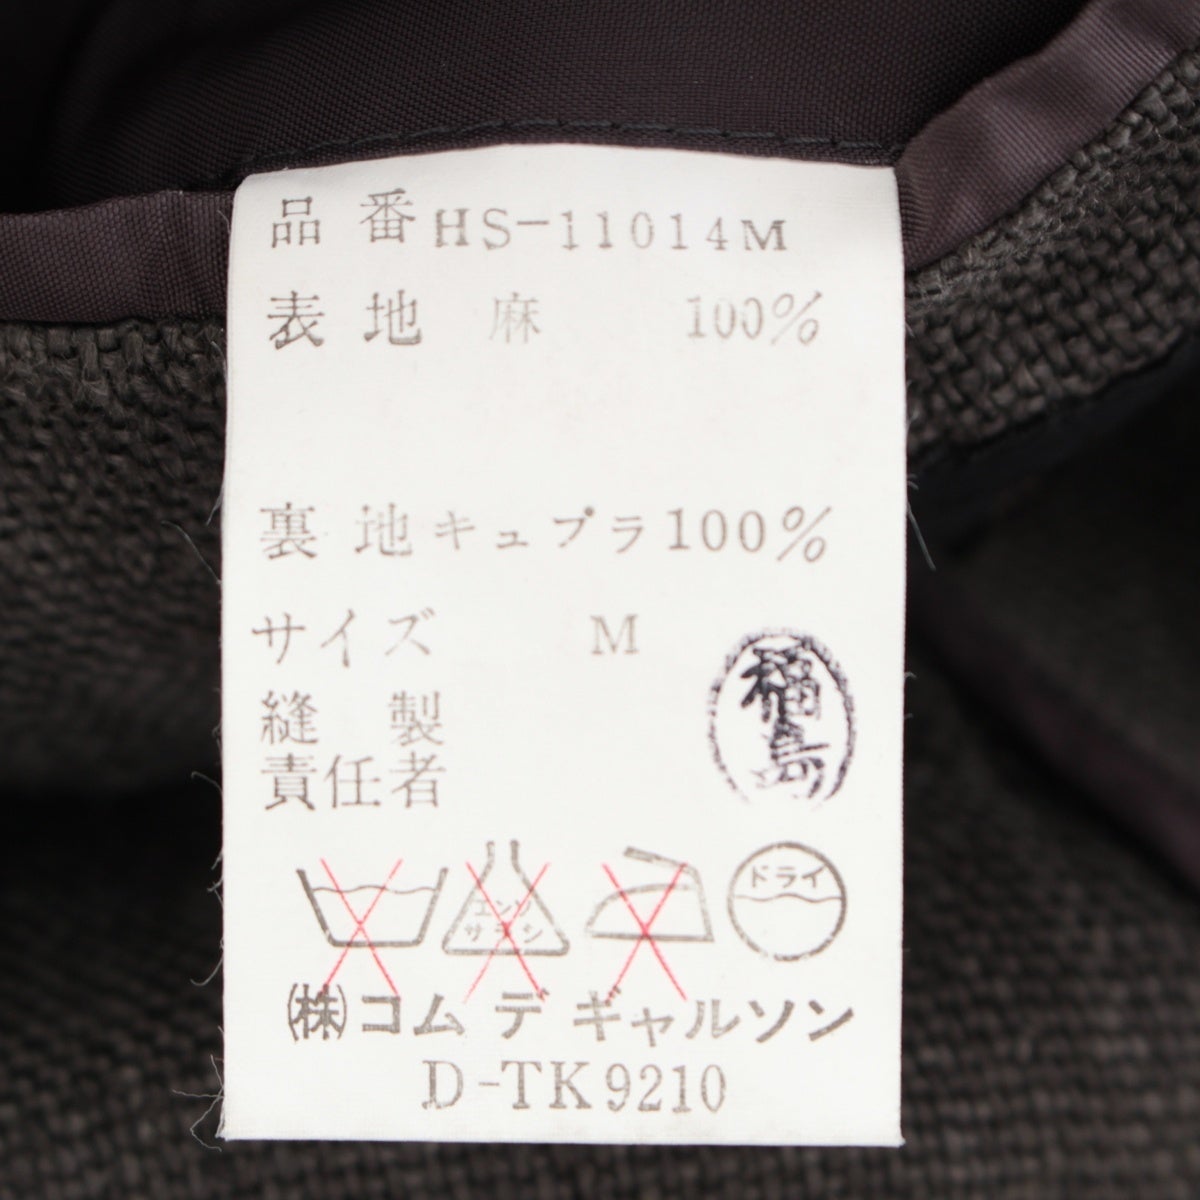 品番 HS-11014M
表地 麻 100%
裏地 キュプラ 100%
サイズ M
縫製
責任者
福島
エンソ
サラシ
ドライ
(株)コム デ ギャルソン
D-TK9210